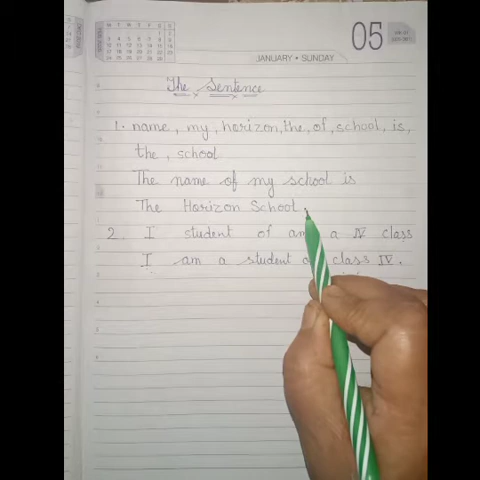 05
JANUARY • SUNDAY
The Sentence
1. name, my, horizon, the, of, school, is,
the, school
The name of my school is
The Horizon School.
2. I student of am a IV class
I am a student of class IV.